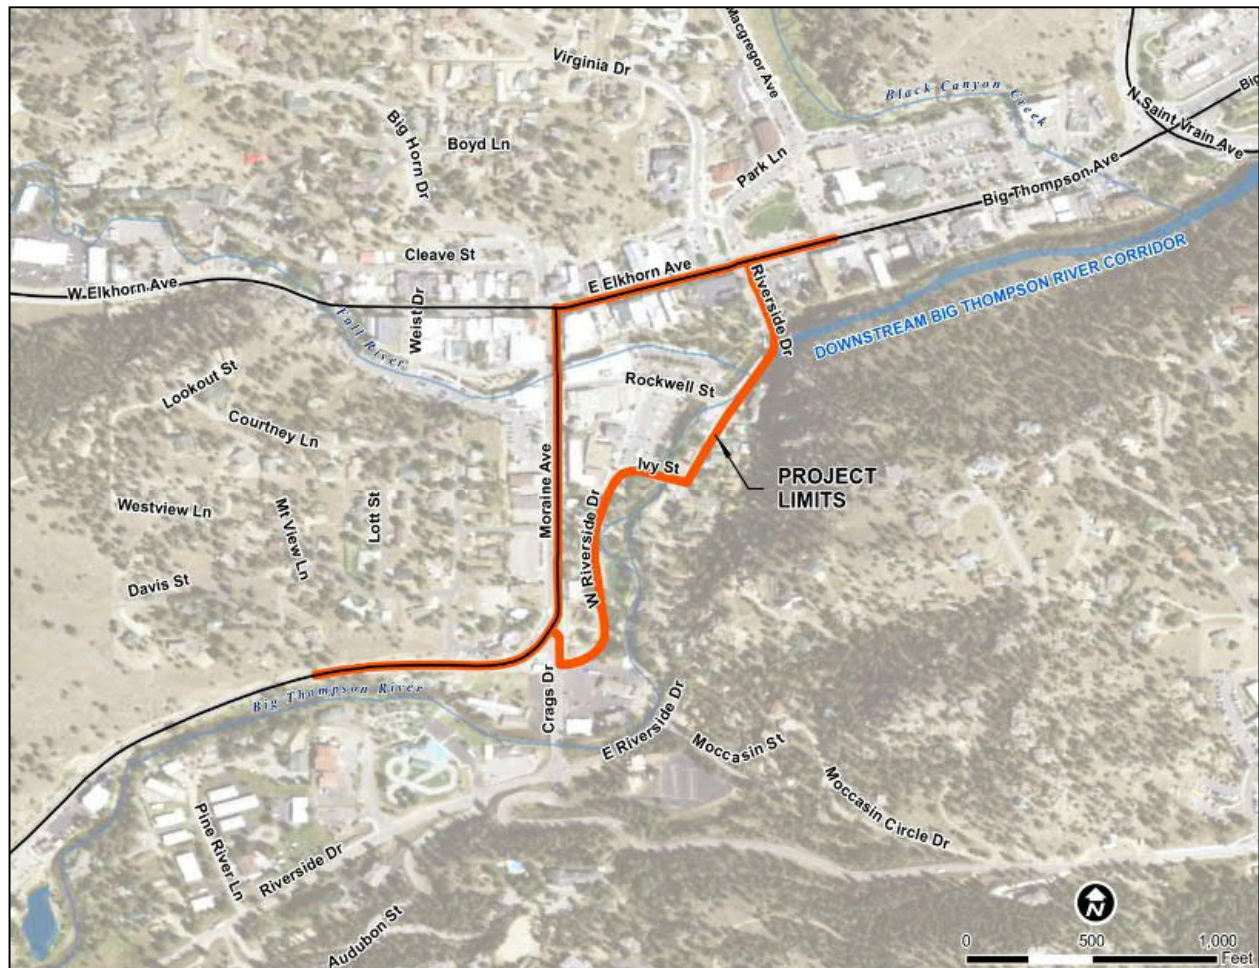 Macgregor Ave
Virginia Dr
Black Canyon Creek
Big
N Saint Vrain Ave
Big Horn Dr
Boyd Ln
Park Ln
Big Thompson Ave
Cleave St
E Elkhorn Ave
W Elkhorn Ave
Riverside Dr
DOWNSTREAM BIG THOMPSON RIVER CORRIDOR
Weist Dr
Fall River
Lookout St
Rockwell St
Courtney Ln
Ivy St
PROJECT
LIMITS
Moraine Ave
Westview Ln
Mt View Ln
Lott St
W Riverside Dr
Davis St
Big Thompson River
Crags Dr
E Riverside Dr
Moccasin St
Moccasin Circle Dr
Pine River Ln
Riverside Dr
Audubon St
N
0 500 1,000
Feet